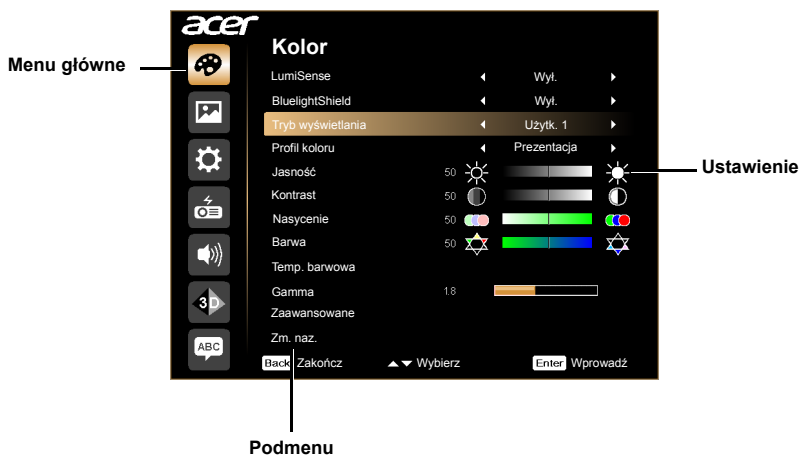 acer
Kolor
Menu główne
LumiSense Wył.
BluelightShield Wył.
Tryb wyświetlania Użytk. 1
Profil koloru Prezentacja
Jasność 50
Ustawienie
Kontrast 50
Nasycenie 50
Barwa 50
Temp. barwowa
Gamma 1.8
3D
Zaawansowane
Zm. naz.
ABC
Back Zakończ Wybierz Enter Wprowadź
Podmenu